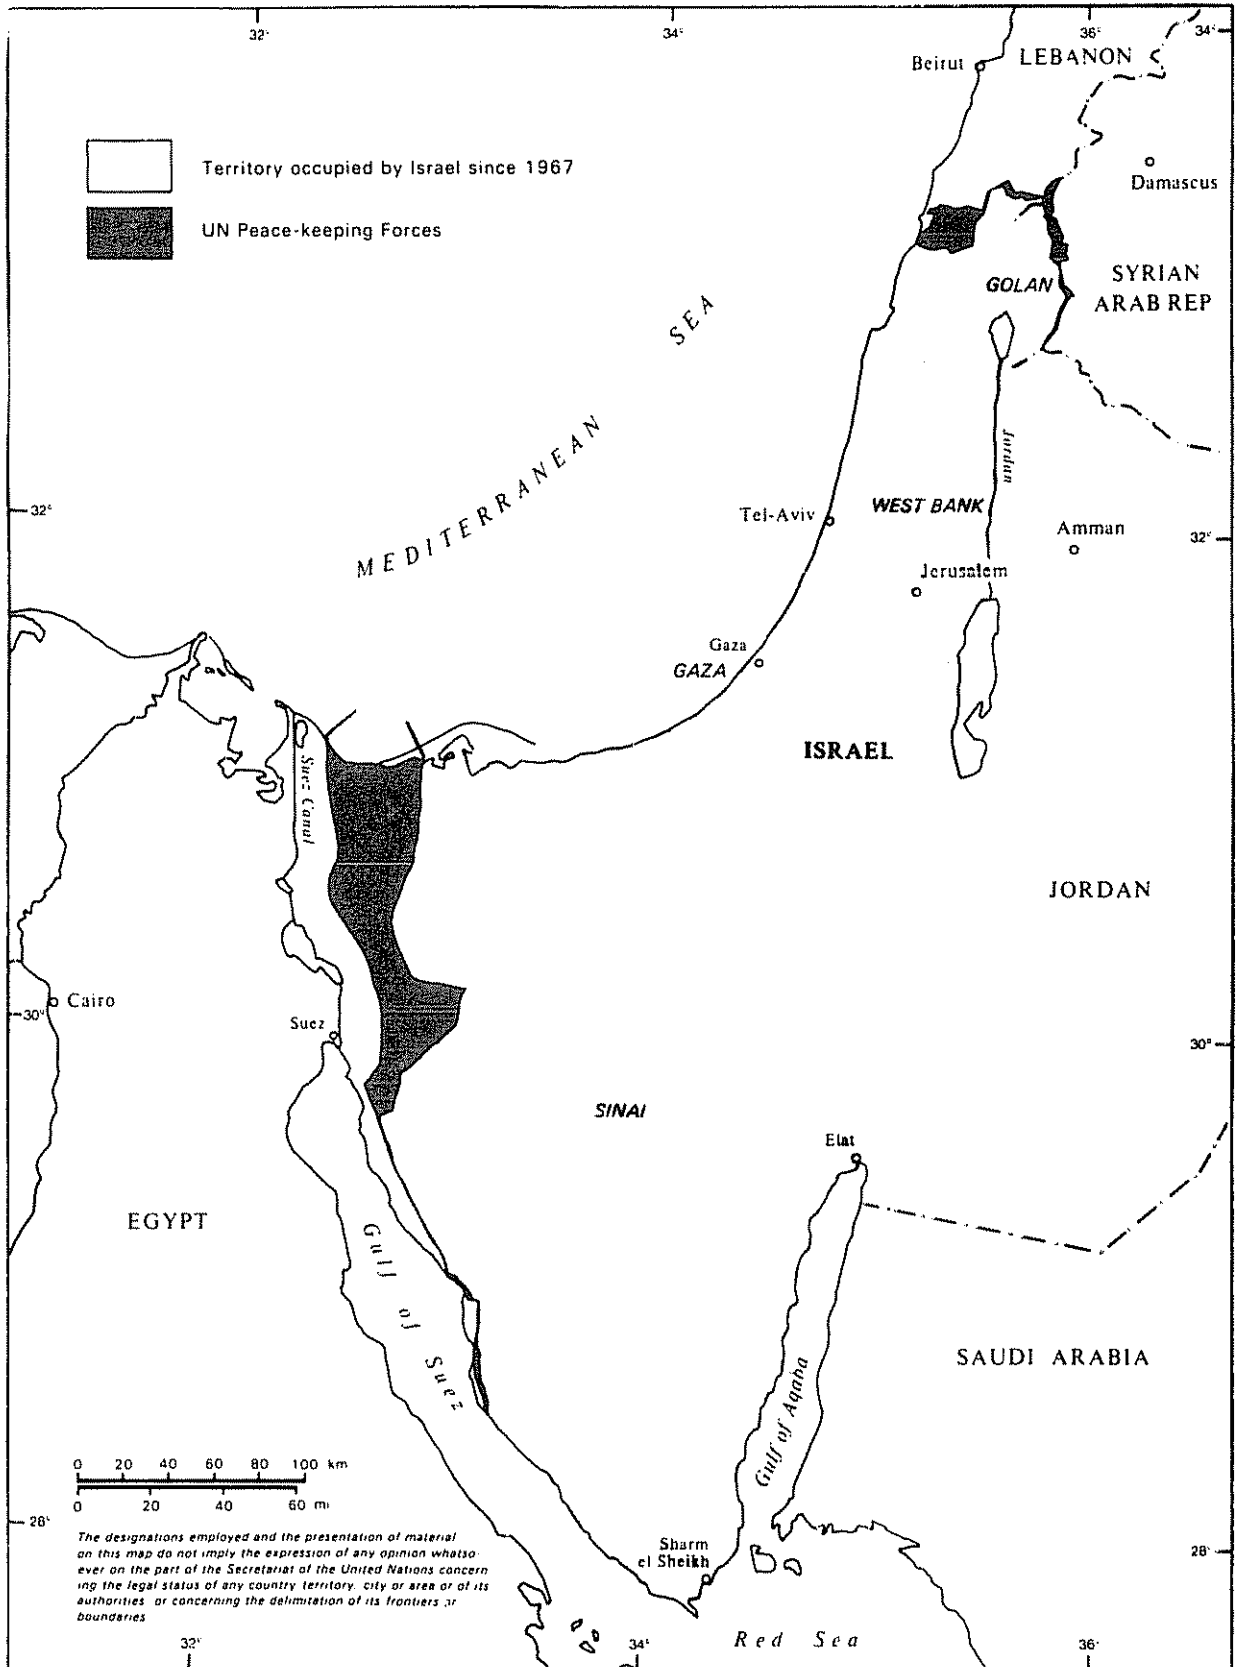 32°
34°
36°
34°
Beirut
LEBANON
Territory occupied by Israel since 1967
Damascus
UN Peace-keeping Forces
GOLAN
SYRIAN
ARAB REP
MEDITERRANEAN SEA
Jordan
32°
Tel-Aviv
WEST BANK
Amman
32°
Jerusalem
Gaza
GAZA
ISRAEL
Suez Canal
JORDAN
Cairo
30°
Suez
30°
SINAI
Elat
EGYPT
Gulf of Suez
SAUDI ARABIA
Gulf of Aqaba
0 20 40 60 80 100 km
0 20 40 60 mi
28°
The designations employed and the presentation of material
on this map do not imply the expression of any opinion whatso-
ever on the part of the Secretariat of the United Nations concern
ing the legal status of any country territory. city or area or of its
authorities or concerning the delimitation of its frontiers or
boundaries
Sharm
el Sheikh
28°
Red Sea
32°
34°
36°